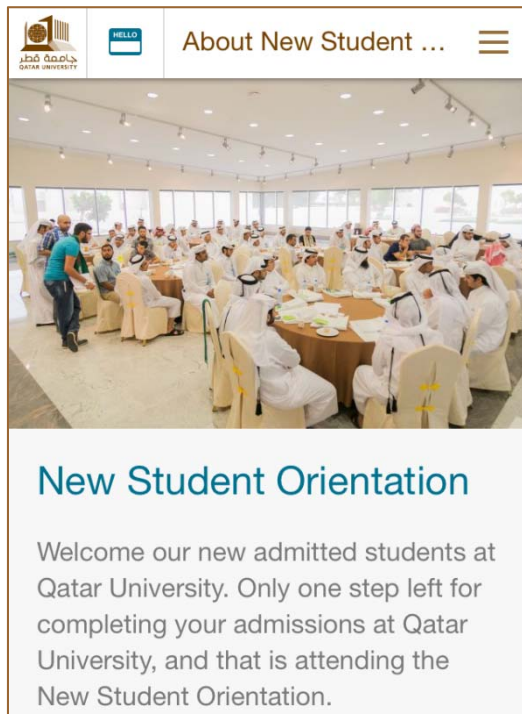 جامعة قطر
QATAR UNIVERSITY
HELLO
About New Student ...
New Student Orientation
Welcome our new admitted students at
Qatar University. Only one step left for
completing your admissions at Qatar
University, and that is attending the
New Student Orientation.